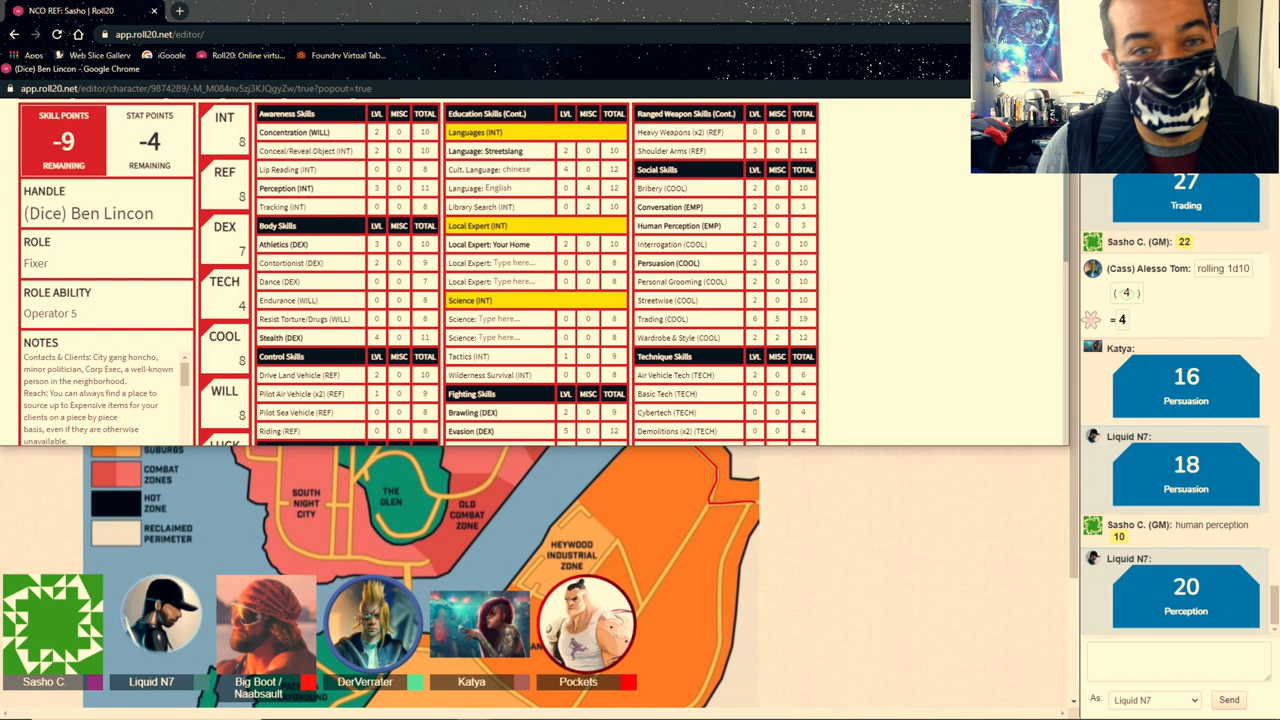 NCO REF: Sasho | Roll20
app.roll20.net/editor/
Apps Web Slice Gallery iGoogle Roll20: Online virtu... Foundry Virtual Tab...
(Dice) Ben Lincon - Google Chrome
app.roll20.net/editor/character/9874289/-M_M084nv5zj3KJQgyZw/true?popout=true
SKILL POINTS
-9
REMAINING
STAT POINTS
-4
REMAINING
HANDLE
(Dice) Ben Lincon
ROLE
Fixer
ROLE ABILITY
Operator 5
NOTES
Contacts & Clients: City gang honcho,
minor politician, Corp Exec, a well-known
person in the neighborhood.
Reach: You can always find a place to
source up to Expensive items for your
clients on a piece by piece
basis, even if they are otherwise
unavailable.
INT
8
REF
8
DEX
7
TECH
4
COOL
8
WILL
8
LUCK
Awareness Skills LVL MISC TOTAL
Concentration (WILL) 2 0 10
Conceal/Reveal Object (INT) 2 0 10
Lip Reading (INT) 0 0 8
Perception (INT) 3 0 11
Tracking (INT) 0 0 8
Body Skills LVL MISC TOTAL
Athletics (DEX) 3 0 10
Contortionist (DEX) 2 0 9
Dance (DEX) 0 0 7
Endurance (WILL) 0 0 8
Resist Torture/Drugs (WILL) 0 0 8
Stealth (DEX) 4 0 11
Control Skills LVL MISC TOTAL
Drive Land Vehicle (REF) 2 0 10
Pilot Air Vehicle (x2) (REF) 1 0 9
Pilot Sea Vehicle (REF) 0 0 8
Riding (REF) 0 0 8
Education Skills (Cont.) LVL MISC TOTAL
Languages (INT)
Language: Streetslang 2 0 10
Cult. Language: chinese 4 0 12
Language: English 0 4 12
Library Search (INT) 0 2 10
Local Expert (INT)
Local Expert: Your Home 2 0 10
Local Expert: Type here... 0 0 8
Local Expert: Type here... 0 0 8
Science (INT)
Science: Type here... 0 0 8
Science: Type here... 0 0 8
Tactics (INT) 1 0 9
Wilderness Survival (INT) 0 0 8
Fighting Skills LVL MISC TOTAL
Brawling (DEX) 2 0 9
Evasion (DEX) 5 0 12
Ranged Weapon Skills (Cont.) LVL MISC TOTAL
Heavy Weapons (x2) (REF) 0 0 8
Shoulder Arms (REF) 3 0 11
Social Skills LVL MISC TOTAL
Bribery (COOL) 2 0 10
Conversation (EMP) 2 0 3
Human Perception (EMP) 2 0 3
Interrogation (COOL) 2 0 10
Persuasion (COOL) 2 0 10
Personal Grooming (COOL) 2 0 10
Streetwise (COOL) 2 0 10
Trading (COOL) 6 5 19
Wardrobe & Style (COOL) 2 2 12
Technique Skills LVL MISC TOTAL
Air Vehicle Tech (TECH) 2 0 6
Basic Tech (TECH) 0 0 4
Cybertech (TECH) 0 0 4
Demolitions (x2) (TECH) 0 0 4
27
Trading
Sasho C. (GM): 22
(Cass) Alesso Tom: rolling 1d10
( 4 )
= 4
Katya:
16
Persuasion
Liquid N7:
18
Persuasion
Sasho C. (GM): human perception
10
Liquid N7:
20
Perception
As: Liquid N7 Send
SUBURBS
COMBAT
ZONES
HOT
ZONE
RECLAIMED
PERIMETER
SOUTH
NIGHT
CITY
THE
GLEN
OLD
COMBAT
ZONE
HEYWOOD
INDUSTRIAL
ZONE
Sasho C.
Liquid N7
Big Boot /
Naabsault
DerVerrater
Katya
Pockets